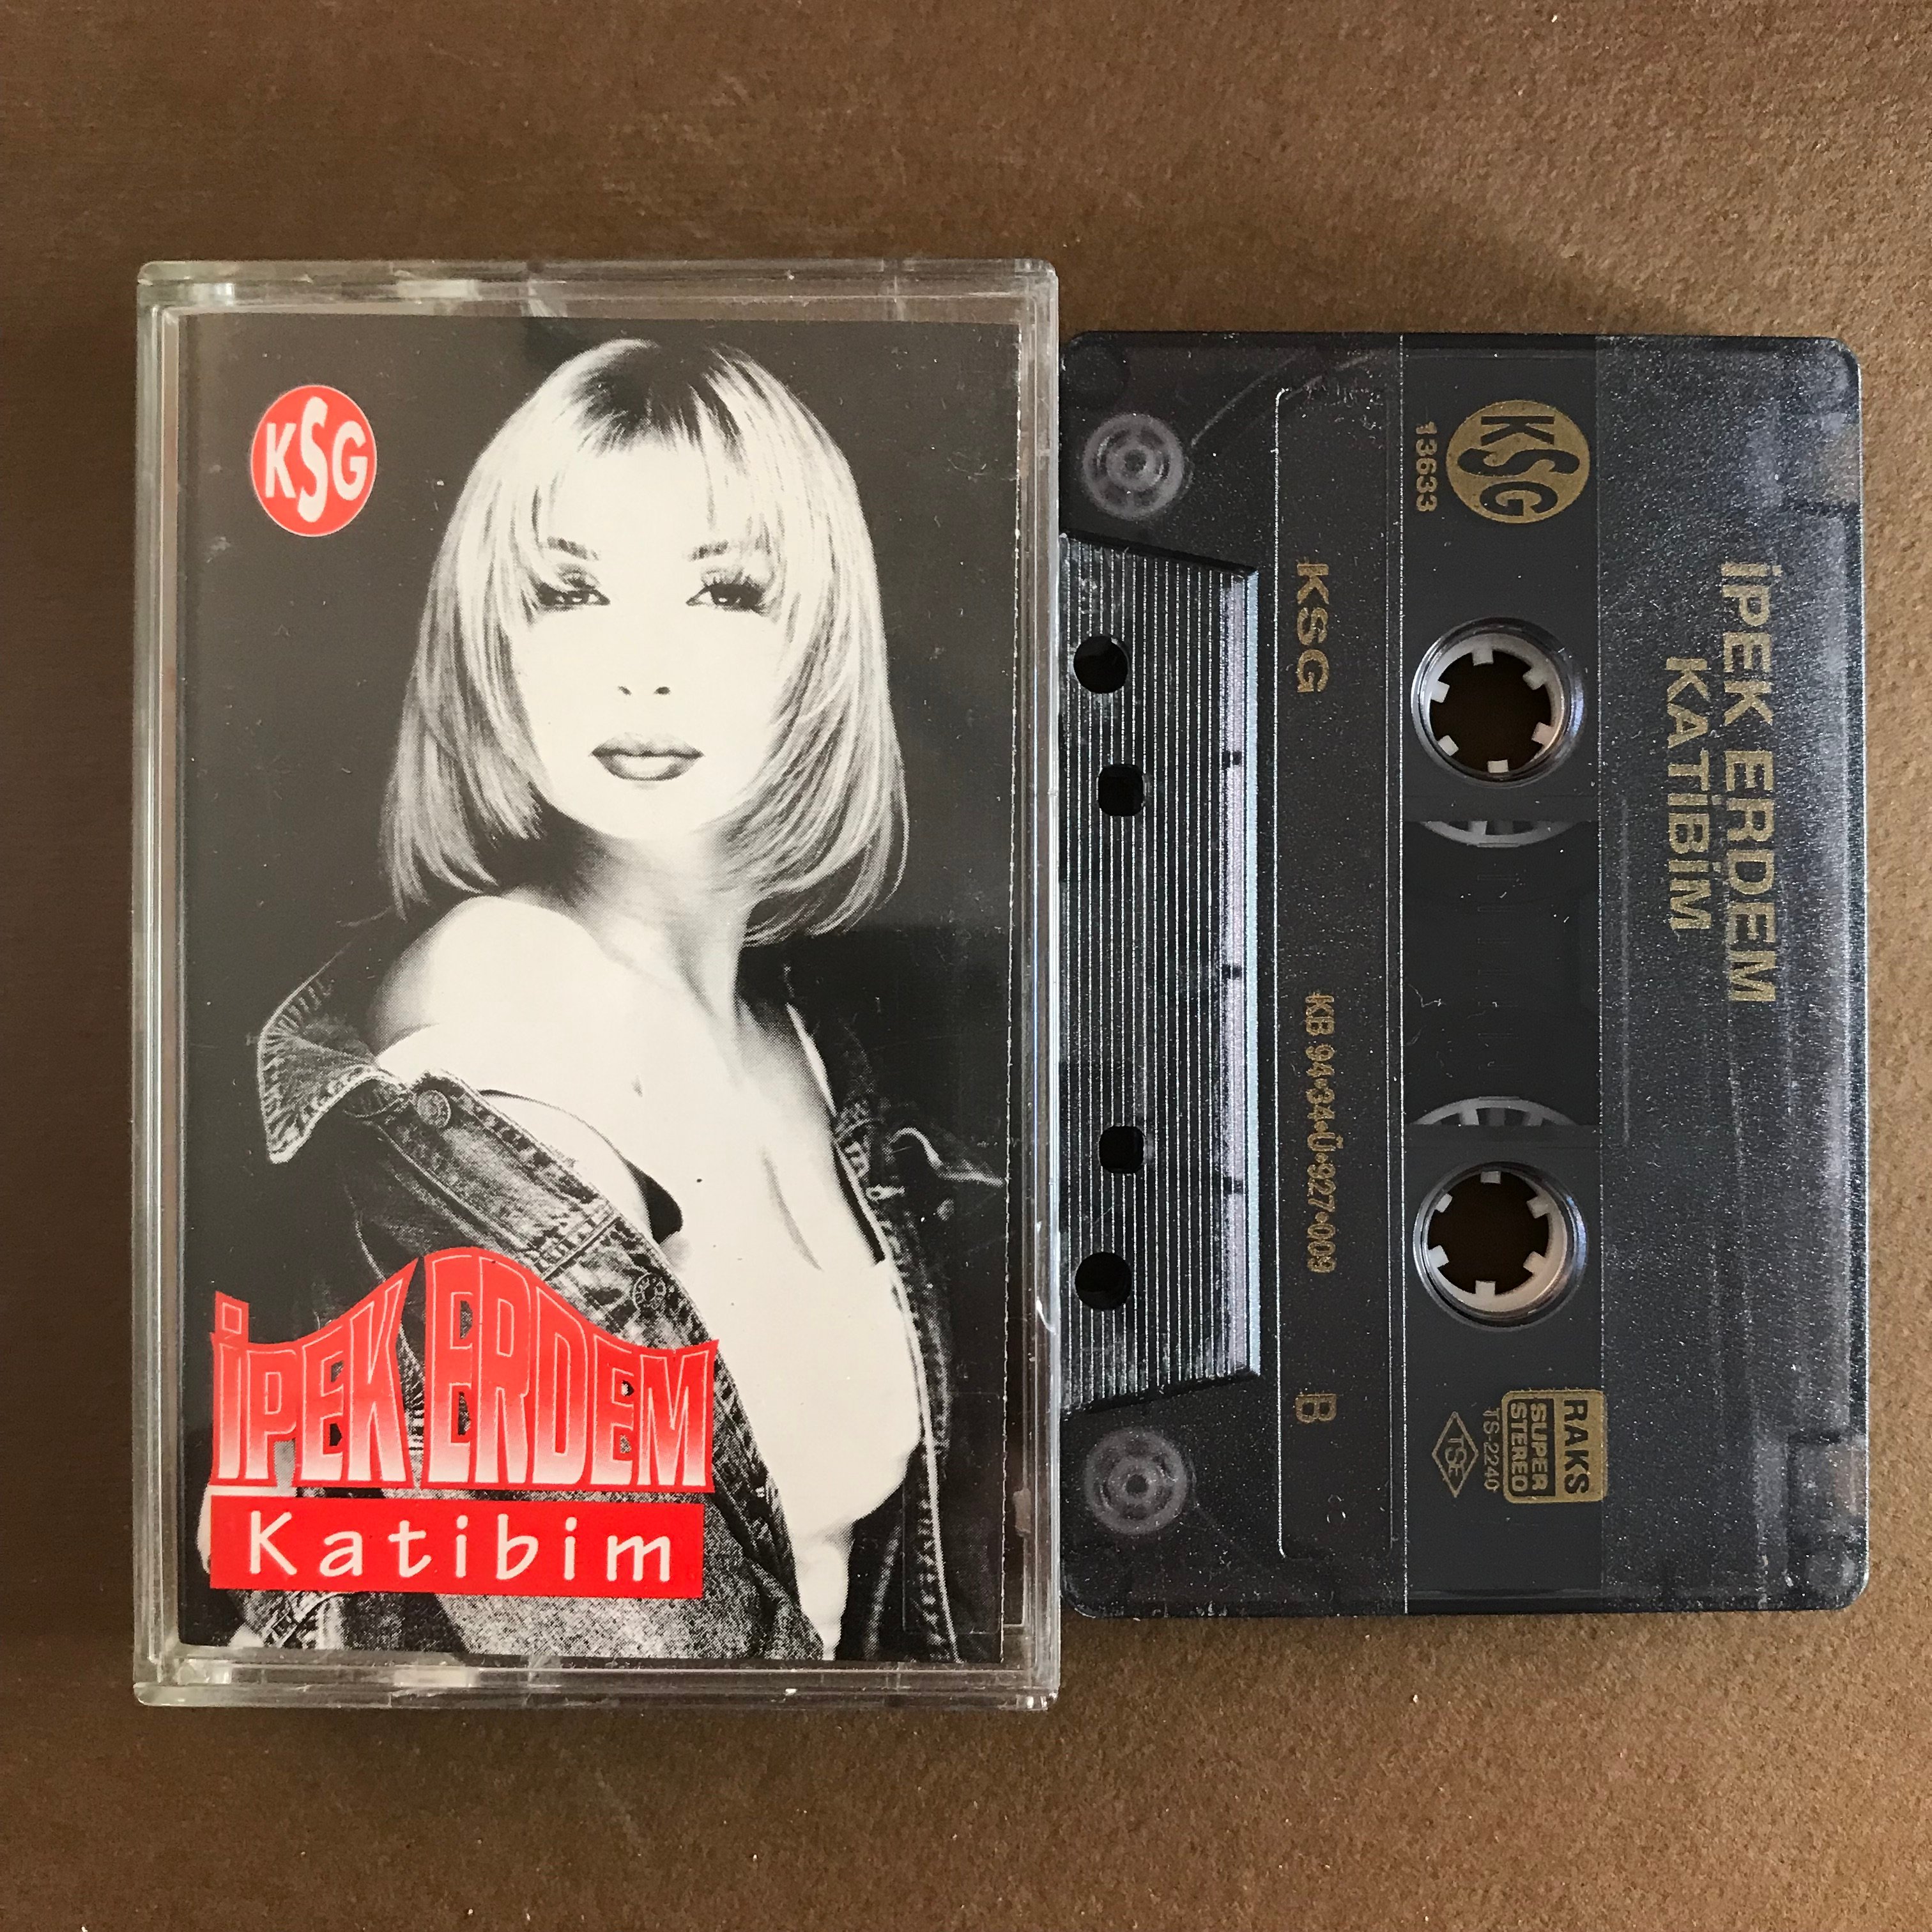 KSG
İPEK ERDEM
Katibim
İPEK ERDEM
KATİBİM
KSG
13633
RAKS
SUPER
STEREO
TS-2240
TSE
KSG KB 94•34•Ü•927•009 B